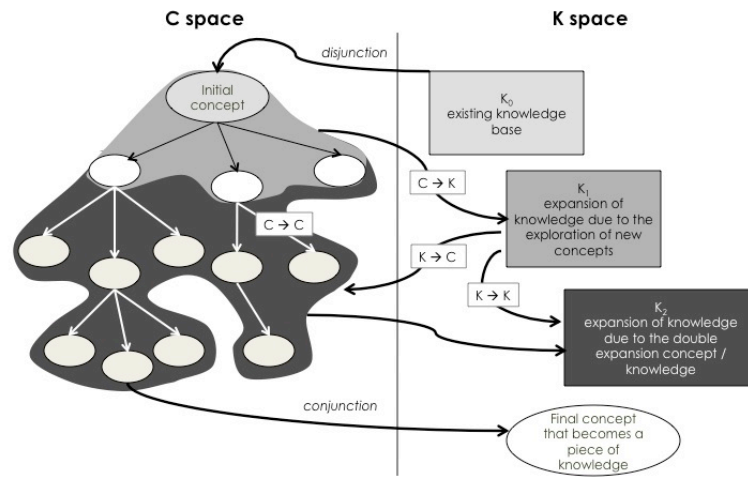 C space
K space
disjunction
Initial
concept
K₀
existing knowledge
base
C → K
K₁
expansion of
knowledge due to the
exploration of new
concepts
C → C
K → C
K → K
K₂
expansion of knowledge
due to the double
expansion concept /
knowledge
conjunction
Final concept
that becomes a
piece of
knowledge